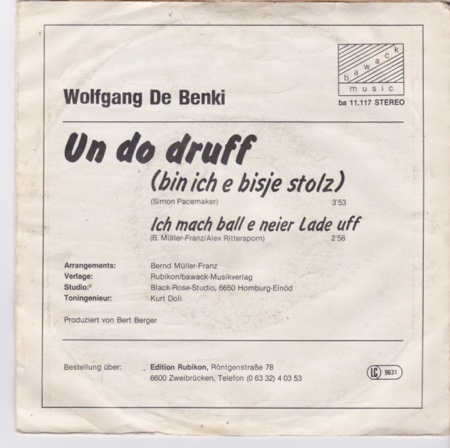 bawack
music
ba 11.117 STEREO
Wolfgang De Benki
Un do druff
(bin ich e bisje stolz)
(Simon Pacemaker) 3'53
Ich mach ball e neier Lade uff
(B. Müller-Franz/Alex Rittersporn) 2'58
Arrangements: Bernd Müller-Franz
Verlage: Rubikon/bawack-Musikverlag
Studio: Black-Rose-Studio, 6650 Homburg-Einöd
Toningenieur: Kurt Doll
Produziert von Bert Berger
Bestellung über: Edition Rubikon, Röntgenstraße 78
6600 Zweibrücken, Telefon (0 63 32) 4 03 53
LC 9631